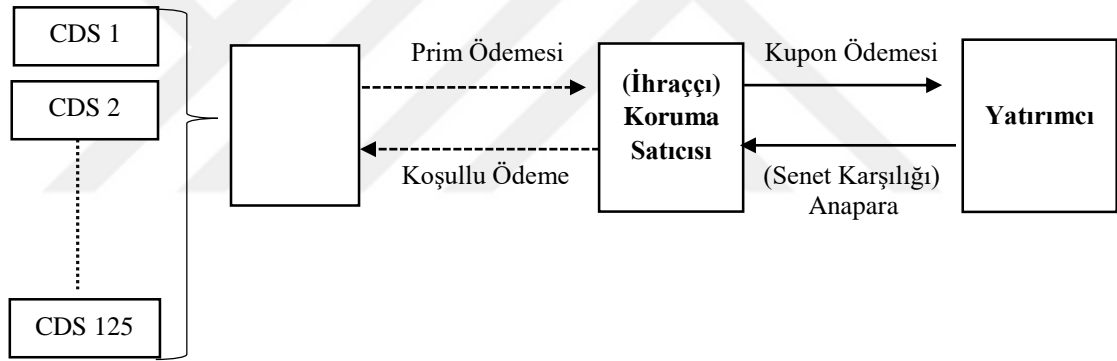 CDS 1
CDS 2
CDS 125
Prim Ödemesi
Koşullu Ödeme
(İhraççı)
Koruma
Satıcısı
Kupon Ödemesi
(Senet Karşılığı)
Anapara
Yatırımcı